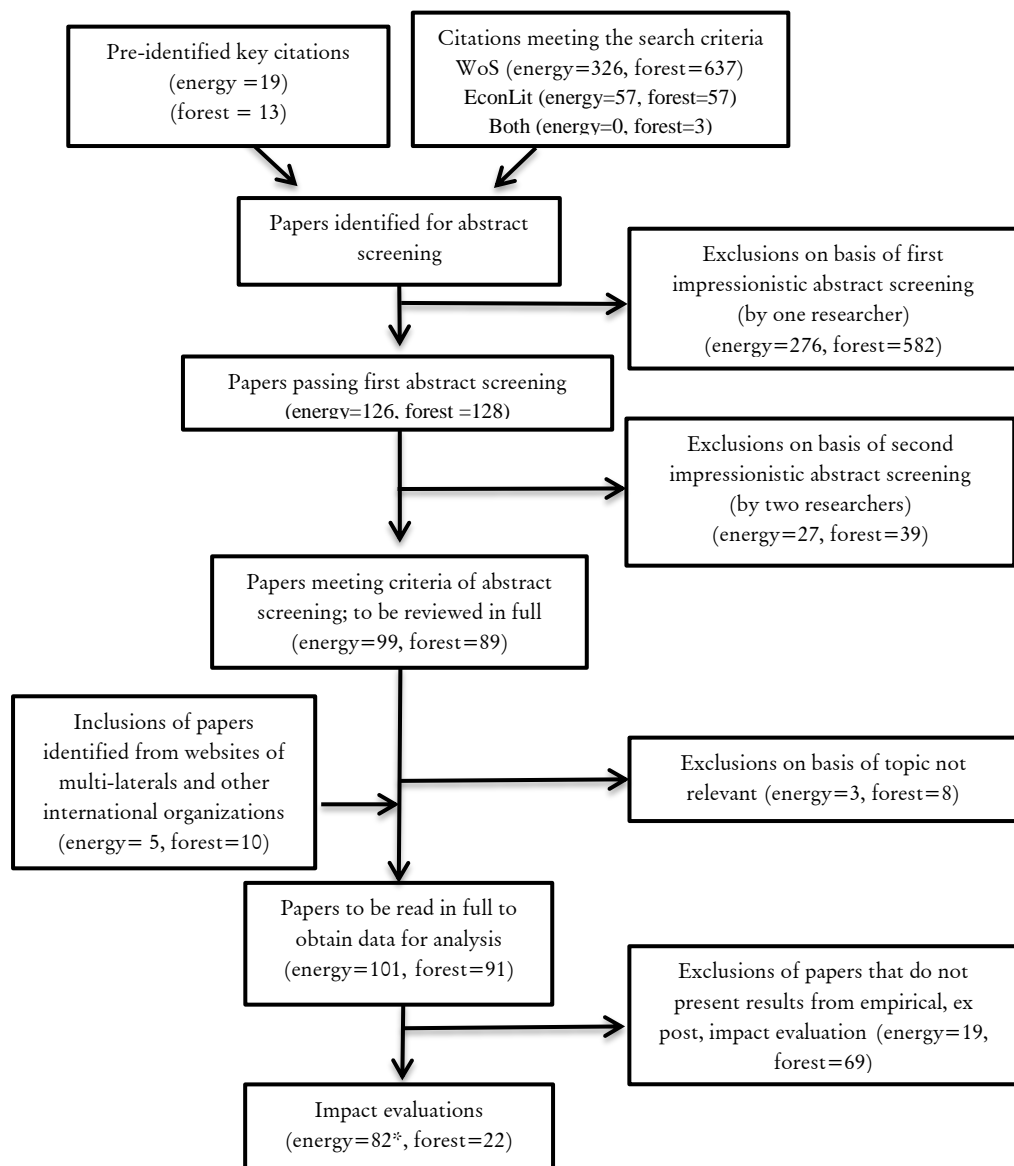 Pre-identified key citations
(energy =19)
(forest = 13)
Citations meeting the search criteria
WoS (energy=326, forest=637)
EconLit (energy=57, forest=57)
Both (energy=0, forest=3)
Papers identified for abstract
screening
Exclusions on basis of first
impressionistic abstract screening
(by one researcher)
(energy=276, forest=582)
Papers passing first abstract screening
(energy=126, forest =128)
Exclusions on basis of second
impressionistic abstract screening
(by two researchers)
(energy=27, forest=39)
Papers meeting criteria of abstract
screening; to be reviewed in full
(energy=99, forest=89)
Inclusions of papers
identified from websites of
multi-laterals and other
international organizations
(energy= 5, forest=10)
Exclusions on basis of topic not
relevant (energy=3, forest=8)
Papers to be read in full to
obtain data for analysis
(energy=101, forest=91)
Exclusions of papers that do not
present results from empirical, ex
post, impact evaluation (energy=19,
forest=69)
Impact evaluations
(energy=82*, forest=22)